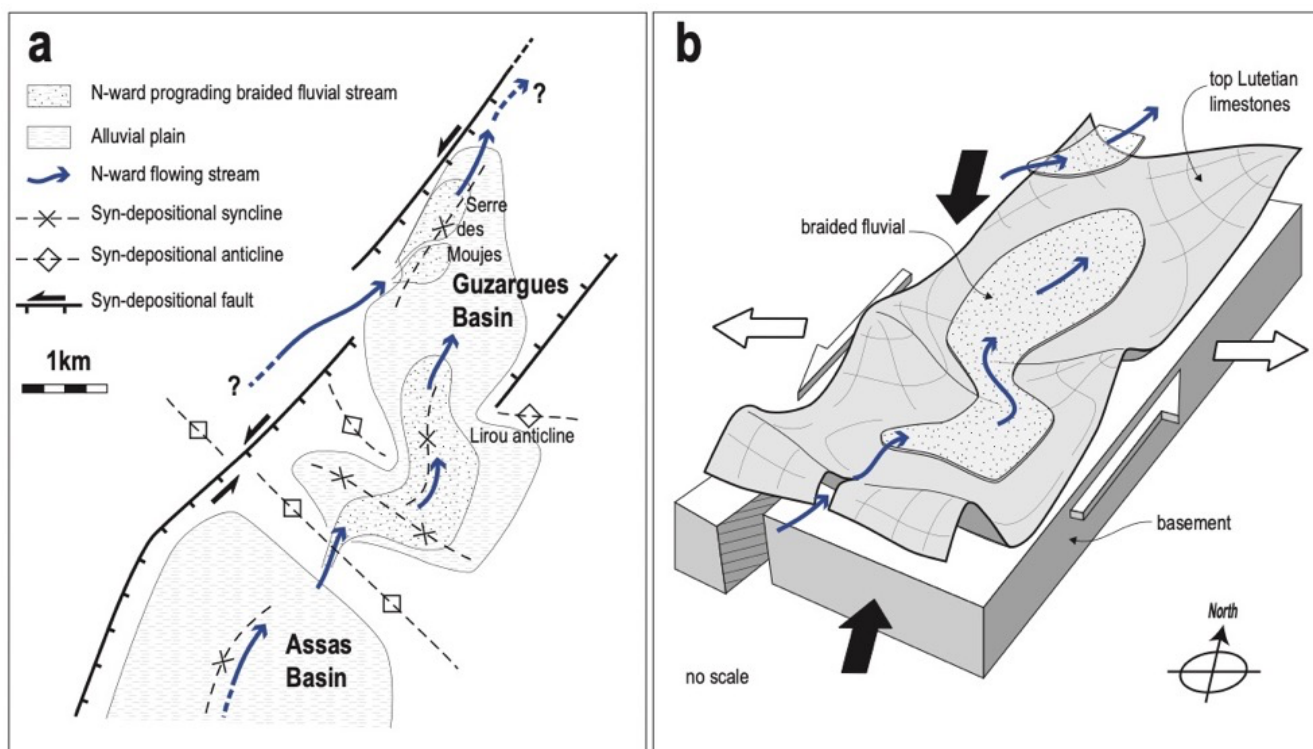 a
N-ward prograding braided fluvial stream
Alluvial plain
N-ward flowing stream
Syn-depositional syncline
Syn-depositional anticline
Syn-depositional fault
1km
?
?
Serre
des
Moujes
Guzargues
Basin
Lirou anticline
Assas
Basin
b
top Lutetian
limestones
braided fluvial
basement
North
no scale